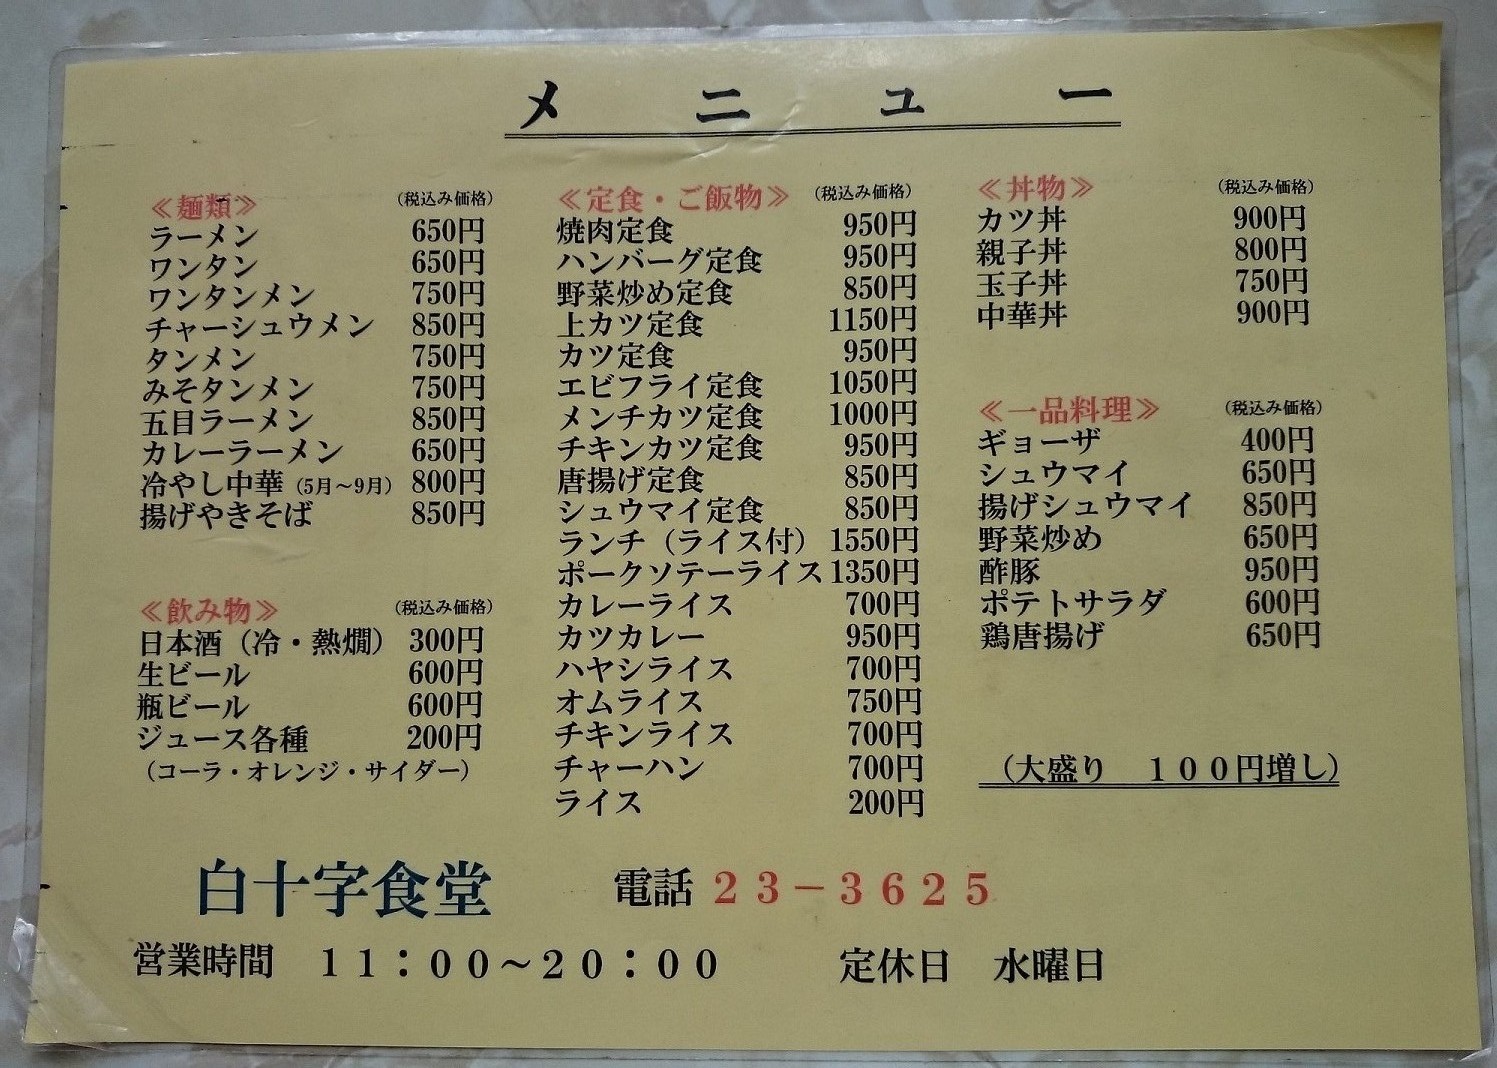 メニュー
≪麺類≫ (税込み価格)
ラーメン 650円
ワンタン 650円
ワンタンメン 750円
チャーシュウメン 850円
タンメン 750円
みそタンメン 750円
五目ラーメン 850円
カレーラーメン 650円
冷やし中華(5月～9月) 800円
揚げやきそば 850円
≪飲み物≫ (税込み価格)
日本酒（冷・熱燗） 300円
生ビール 600円
瓶ビール 600円
ジュース各種 200円
（コーラ・オレンジ・サイダー）
≪定食・ご飯物≫ (税込み価格)
焼肉定食 950円
ハンバーグ定食 950円
野菜炒め定食 850円
上カツ定食 1150円
カツ定食 950円
エビフライ定食 1050円
メンチカツ定食 1000円
チキンカツ定食 950円
唐揚げ定食 850円
シュウマイ定食 850円
ランチ（ライス付） 1550円
ポークソテーライス 1350円
カレーライス 700円
カツカレー 950円
ハヤシライス 700円
オムライス 750円
チキンライス 700円
チャーハン 700円
ライス 200円
≪丼物≫ (税込み価格)
カツ丼 900円
親子丼 800円
玉子丼 750円
中華丼 900円
≪一品料理≫ (税込み価格)
ギョーザ 400円
シュウマイ 650円
揚げシュウマイ 850円
野菜炒め 650円
酢豚 950円
ポテトサラダ 600円
鶏唐揚げ 650円
（大盛り　１００円増し）
白十字食堂 電話 ２３－３６２５
営業時間 １１：００～２０：００ 定休日 水曜日